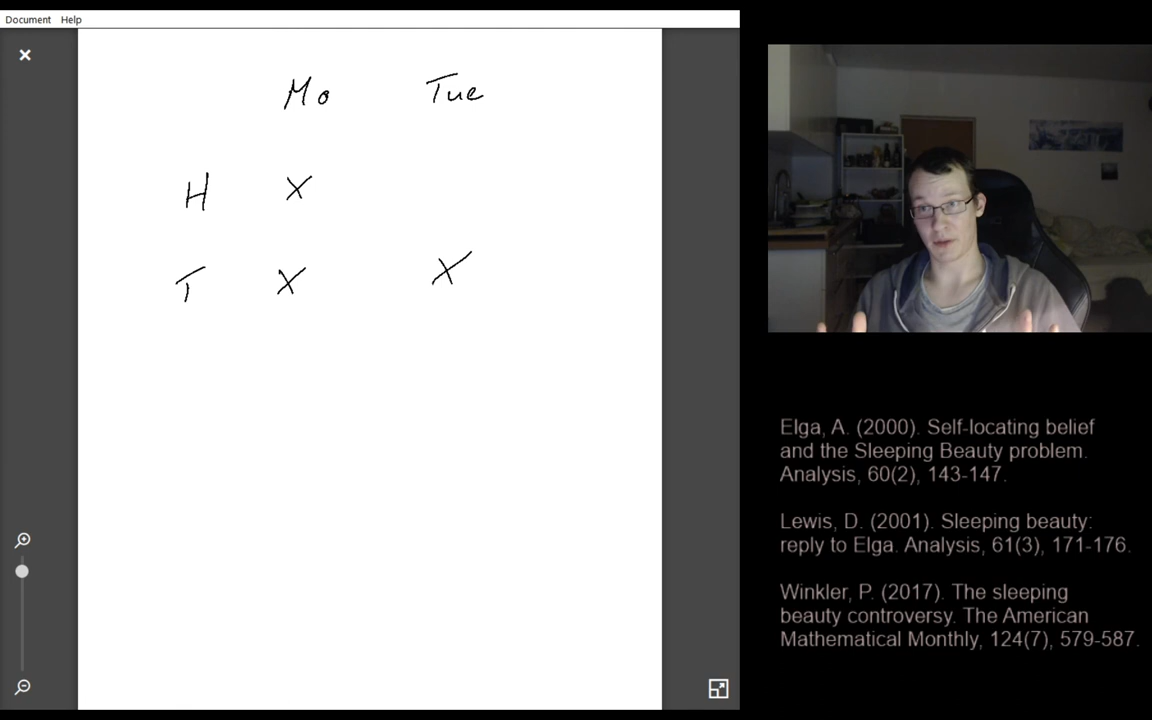 Document Help
Mo Tue
H X
T X X
Elga, A. (2000). Self-locating belief
and the Sleeping Beauty problem.
Analysis, 60(2), 143-147.
Lewis, D. (2001). Sleeping beauty:
reply to Elga. Analysis, 61(3), 171-176.
Winkler, P. (2017). The sleeping
beauty controversy. The American
Mathematical Monthly, 124(7), 579-587.